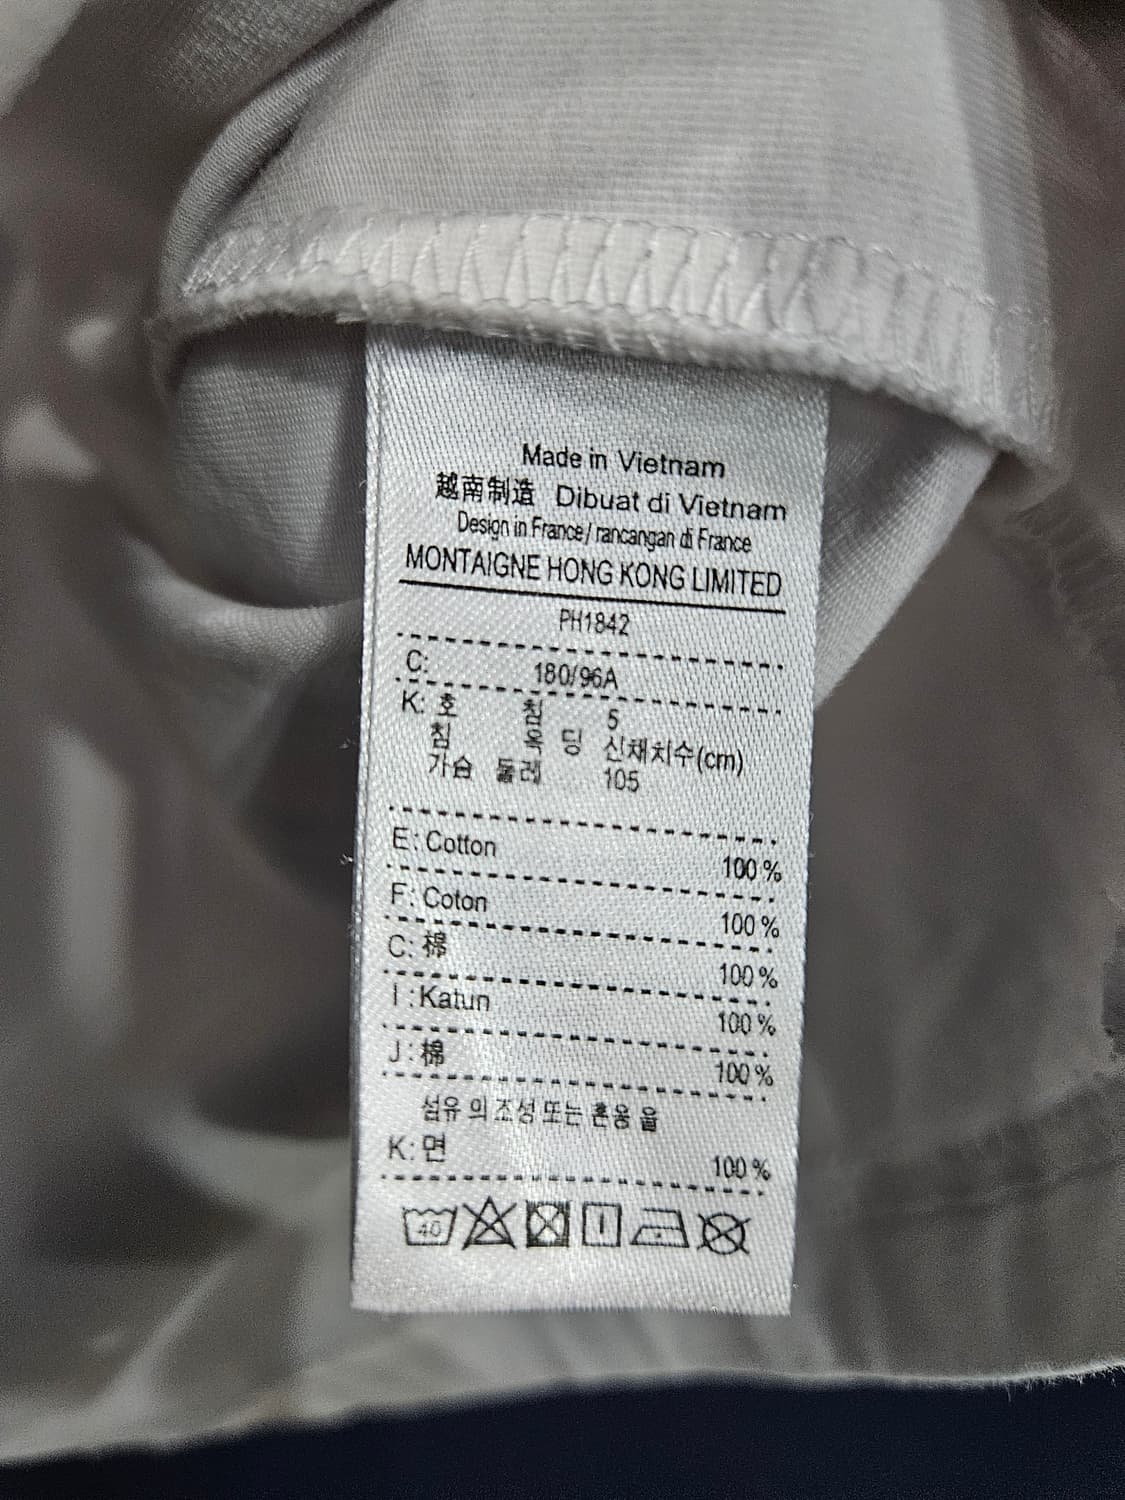 Made in Vietnam
越南制造 Dibuat di Vietnam
Design in France/ rancangan di France
MONTAIGNE HONG KONG LIMITED
PH1842
C: 180/96A
K: 호 칭 5
침 옥 딩 신채치수(cm)
가슴 둘레 105
E: Cotton 100%
F: Coton 100%
C: 棉 100%
I: Katun 100%
J: 棉 100%
섬유 의 조성 또는 혼용 율
K: 면 100%
40